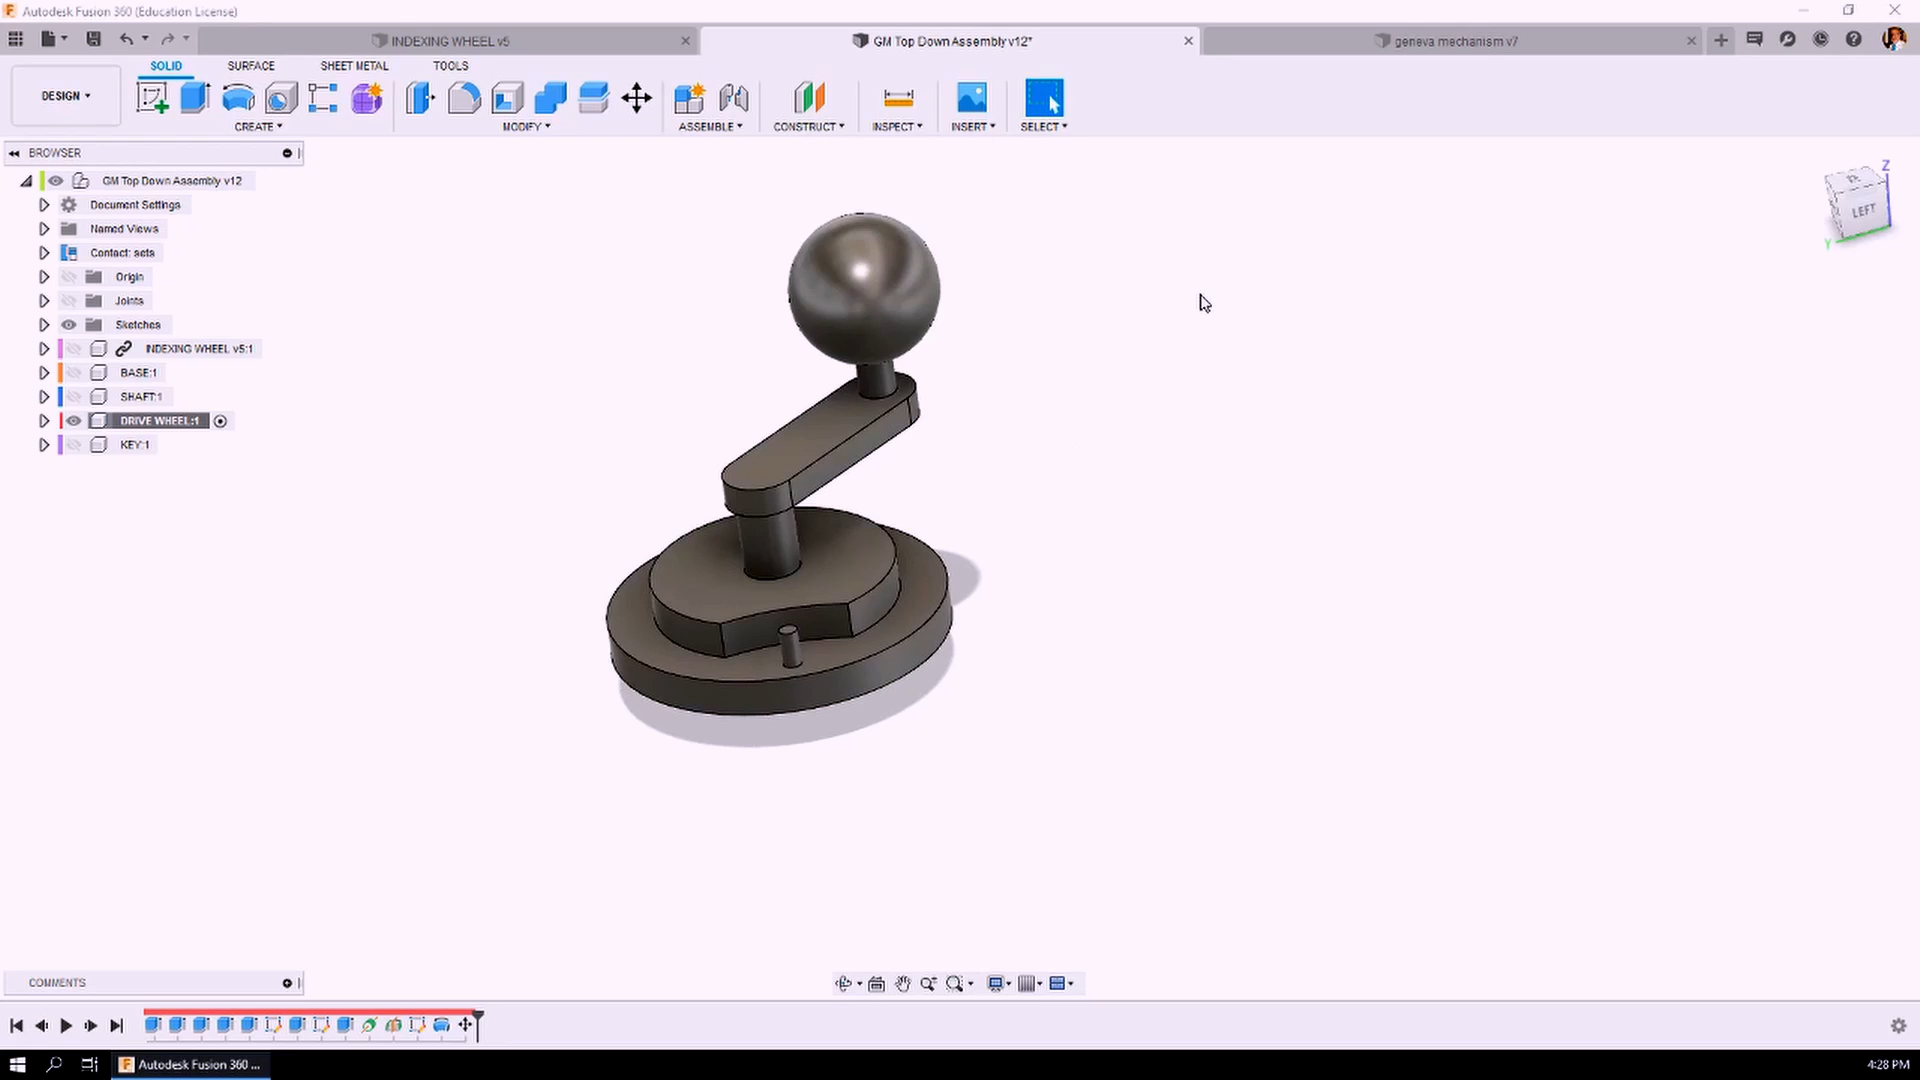 Autodesk Fusion 360 (Education License)
INDEXING WHEEL v5
GM Top Down Assembly v12*
geneva mechanism v7
SOLID
SURFACE
SHEET METAL
TOOLS
DESIGN
CREATE
MODIFY
ASSEMBLE
CONSTRUCT
INSPECT
INSERT
SELECT
BROWSER
GM Top Down Assembly v12
Document Settings
Named Views
Contact: sets
Origin
Joints
Sketches
INDEXING WHEEL v5:1
BASE:1
SHAFT:1
DRIVE WHEEL:1
KEY:1
Z
LEFT
Y
COMMENTS
Autodesk Fusion 360 ...
4:28 PM